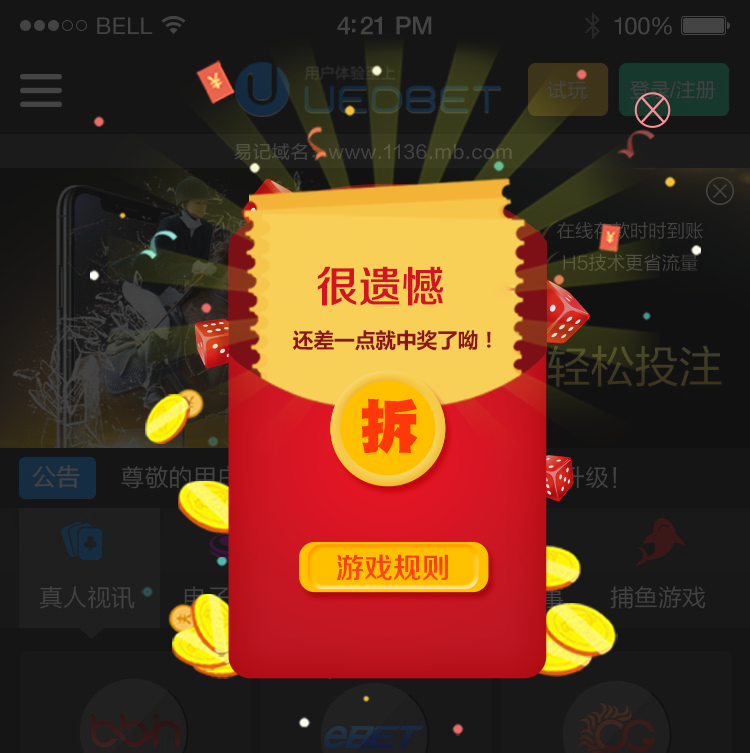 BELL
4:21 PM
100%
用户体验至上
UEDBET
试玩
登录/注册
易记域名：www.1136.mb.com
在线存款时时到账
H5技术更省流量
很遗憾
还差一点就中奖了呦！
轻松投注
拆
公告
尊敬的用户
升级！
游戏规则
真人视讯
电子
捕鱼游戏
bbin
eBET
CG